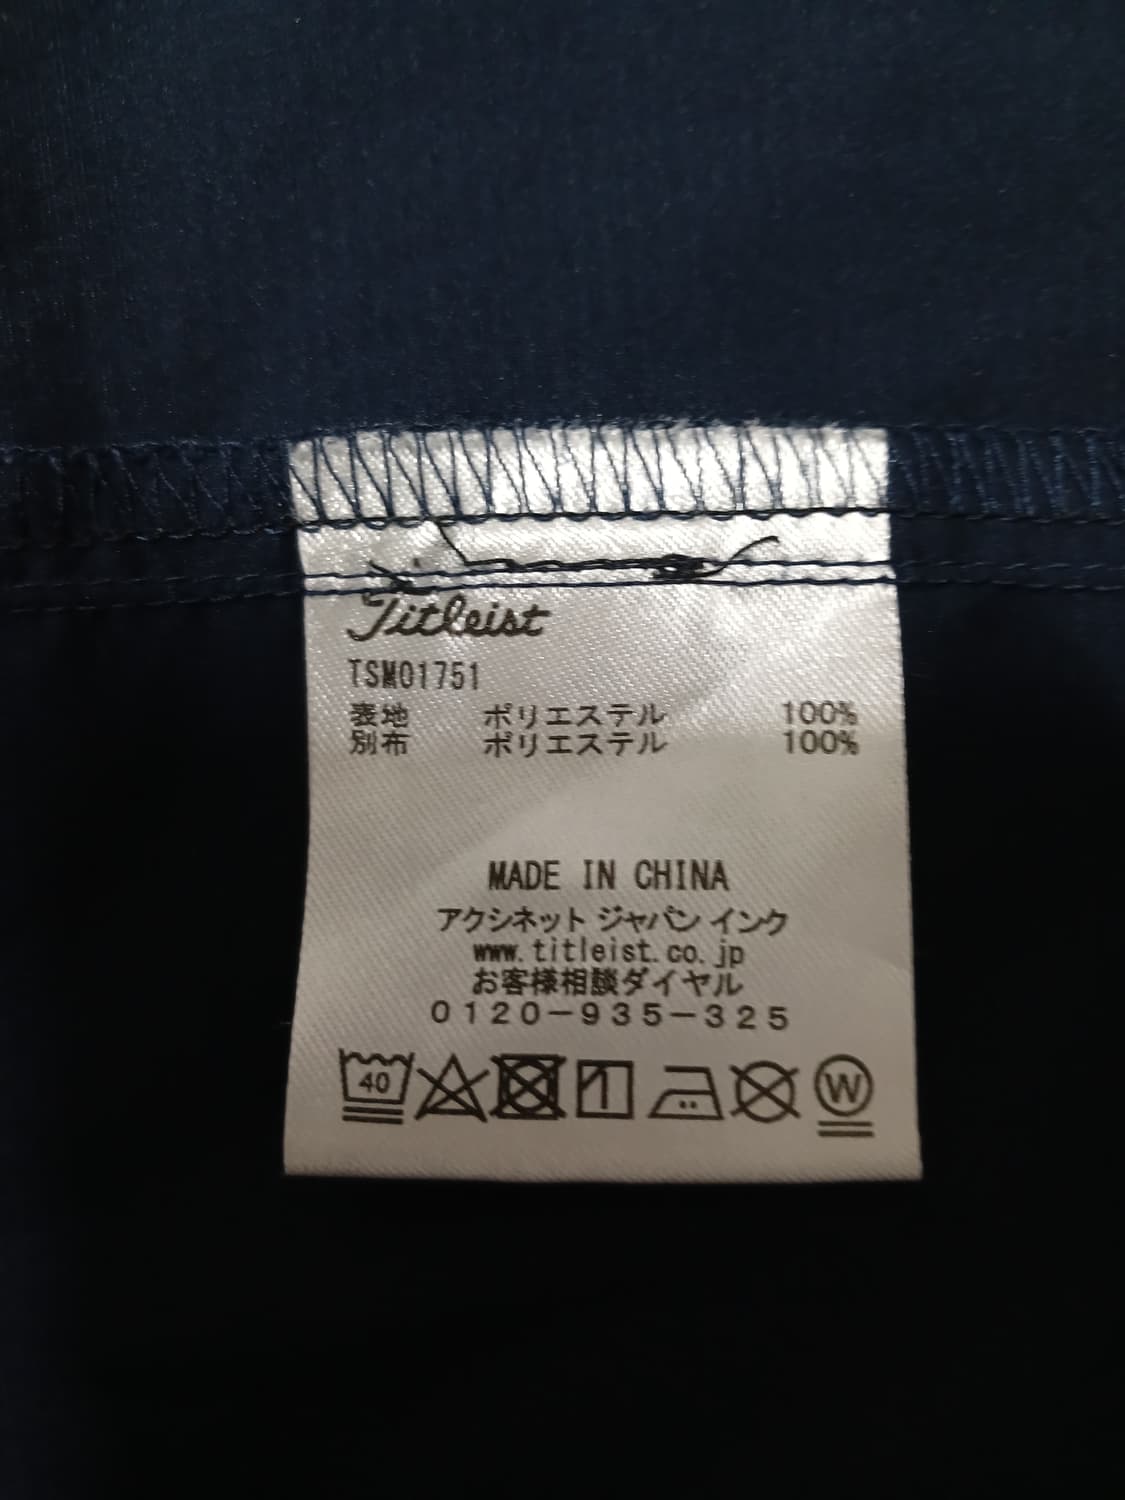 Titleist
TSM01751
表地 ポリエステル 100%
別布 ポリエステル 100%
MADE IN CHINA
アクシネット ジャパン インク
www.titleist.co.jp
お客様相談ダイヤル
0120-935-325
40
W